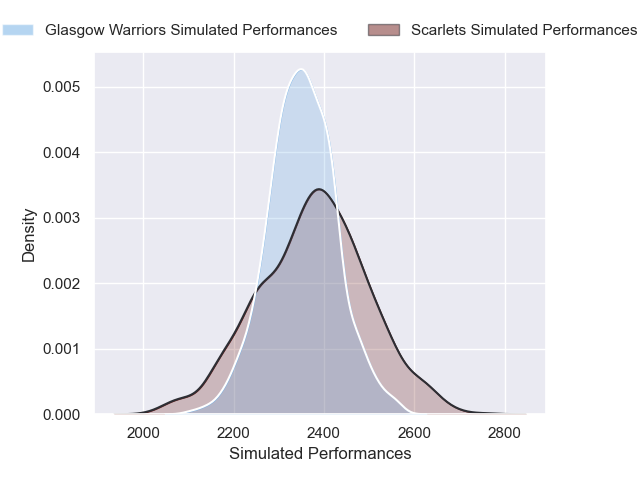 Glasgow Warriors Simulated Performances
Scarlets Simulated Performances
0.005
0.004
0.003
0.002
0.001
0.000
Density
2000
2200
2400
2600
2800
Simulated Performances